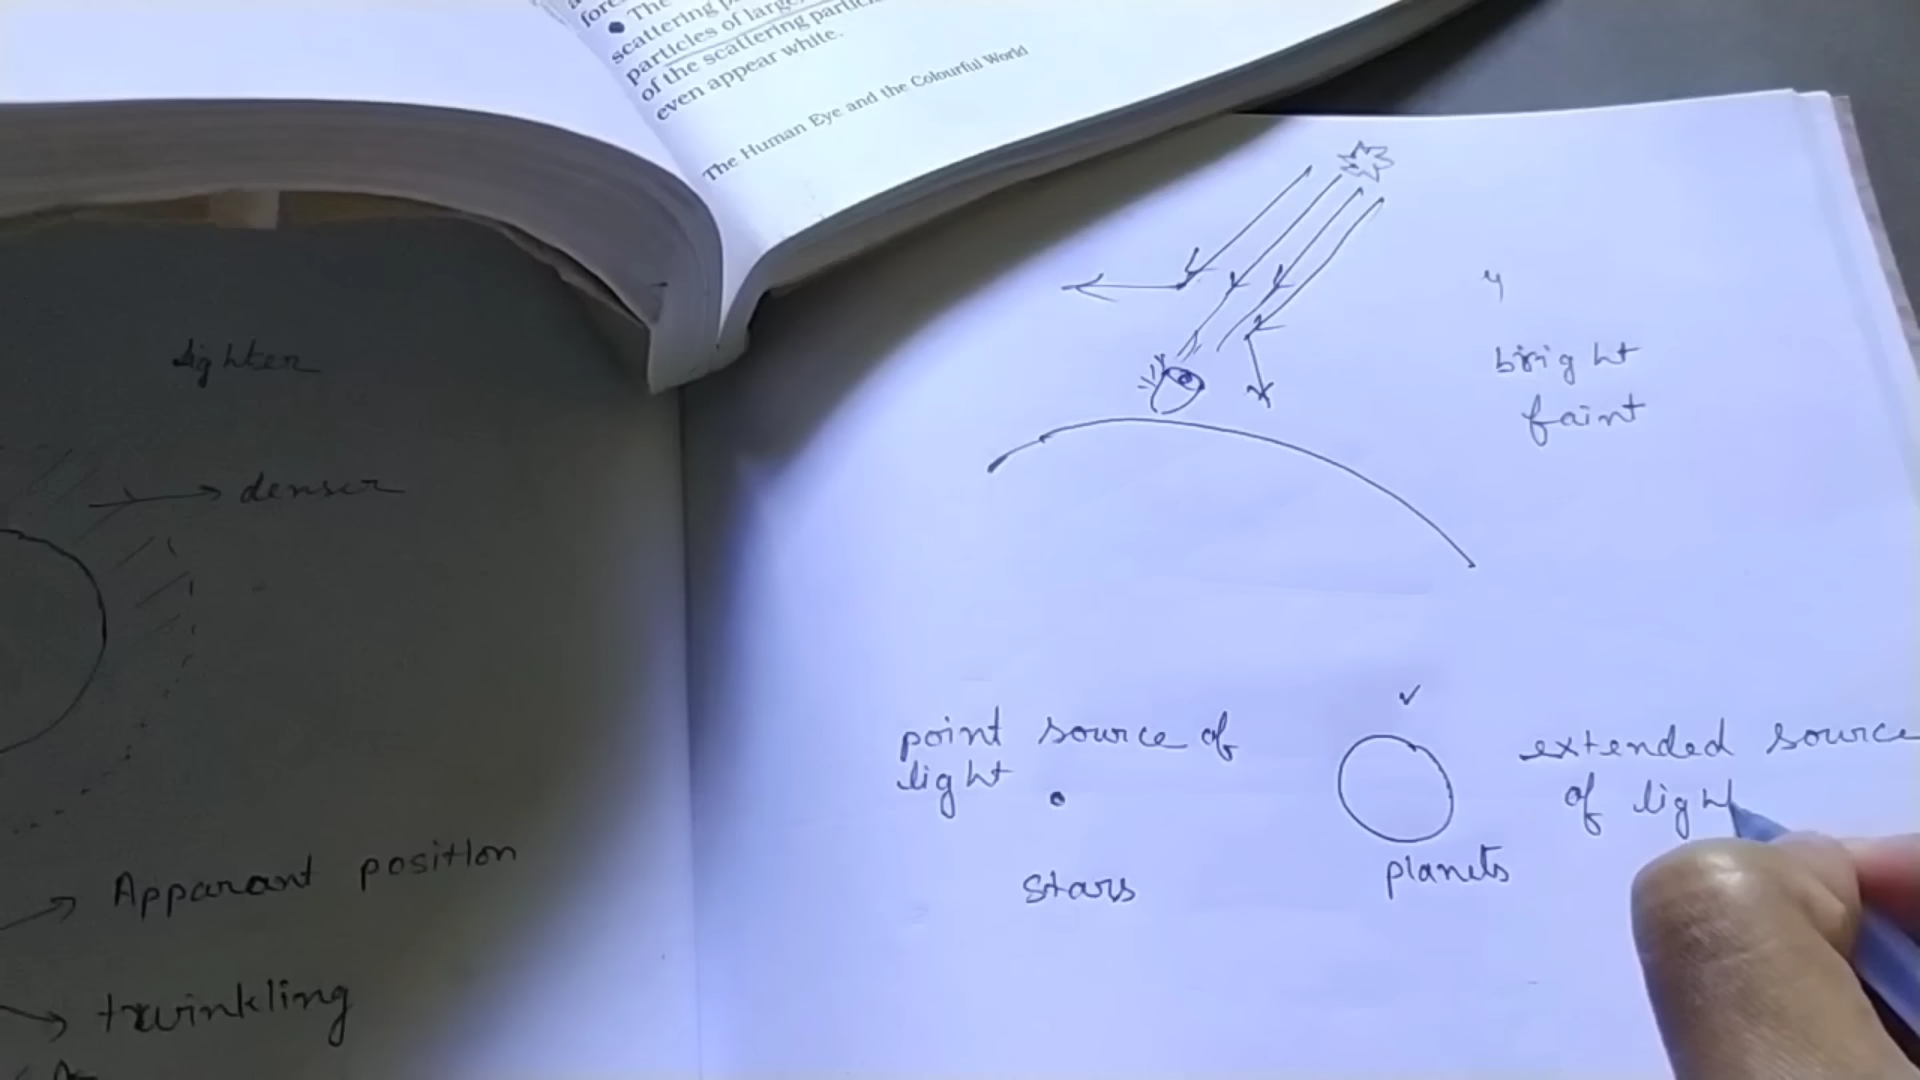 The
scattering
particles of large
of the scattering
even appear white.
The Human Eye and the Colourful World
lighter
denser
Apparant position
twinkling
bright
faint
point source of
light
stars
planets
extended source
of light